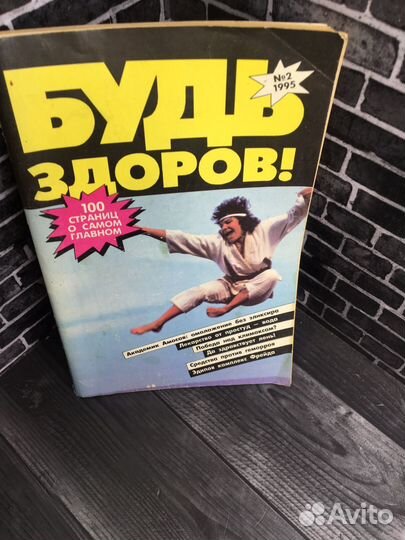 БУДЬ
№2
1995
ЗДОРОВ!
100
СТРАНИЦ
О САМОМ
ГЛАВНОМ
Академик Амосов: омоложение без эликсира
Лекарство от простуд – вода
Победа над климаксом?
Да здравствует лень!
Средства против геморроя
Эдипов комплекс Фрейда
Avito